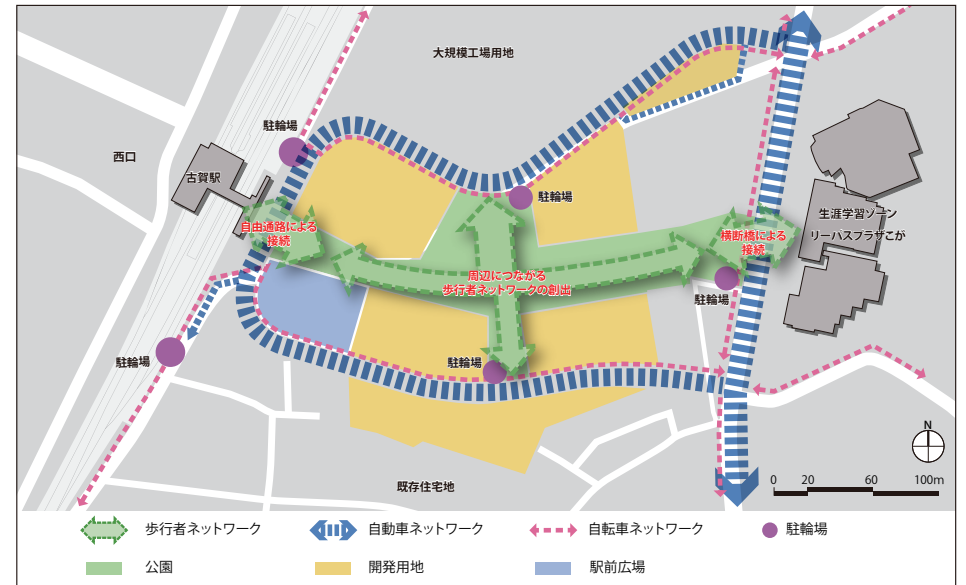 大規模工場用地
駐輪場
西口
古賀駅
駐輪場
生涯学習ゾーン
リーパスプラザこが
自由通路による
接続
横断橋による
接続
周辺につながる
歩行者ネットワークの創出
駐輪場
駐輪場
駐輪場
N
0 20 60 100m
既存住宅地
歩行者ネットワーク
自動車ネットワーク
自転車ネットワーク
駐輪場
公園
開発用地
駅前広場